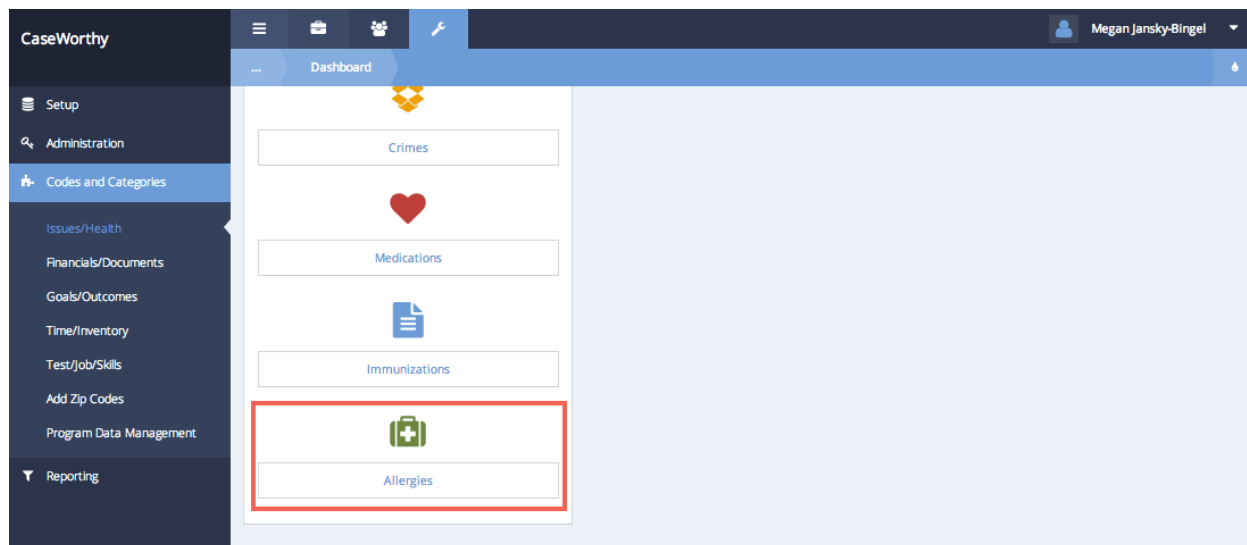 CaseWorthy
Megan Jansky-Bingel
... Dashboard
Setup
Administration
Codes and Categories
Issues/Health
Financials/Documents
Goals/Outcomes
Time/Inventory
Test/Job/Skills
Add Zip Codes
Program Data Management
Reporting
Crimes
Medications
Immunizations
Allergies